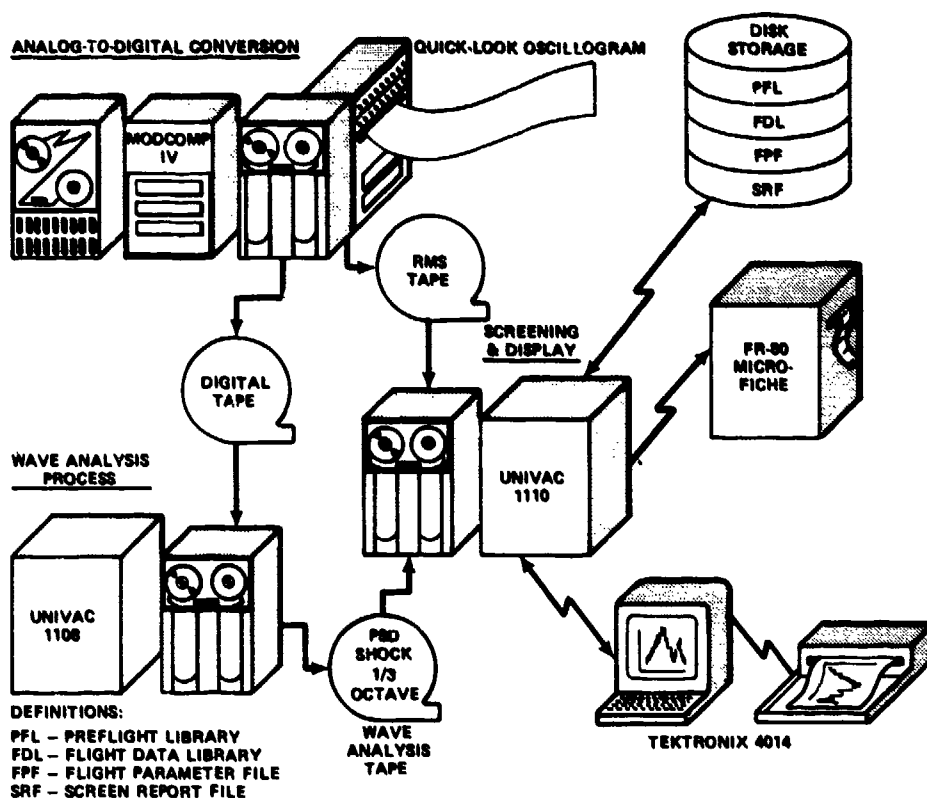 ANALOG-TO-DIGITAL CONVERSION
QUICK-LOOK OSCILLOGRAM
MODCOMP
IV
DISK
STORAGE
PFL
FDL
FPF
SRF
RMS
TAPE
SCREENING
& DISPLAY
FR-80
MICRO-
FICHE
DIGITAL
TAPE
UNIVAC
1110
WAVE ANALYSIS
PROCESS
UNIVAC
1108
PSD
SHOCK
1/3
OCTAVE
WAVE
ANALYSIS
TAPE
TEKTRONIX 4014
DEFINITIONS:
PFL – PREFLIGHT LIBRARY
FDL – FLIGHT DATA LIBRARY
FPF – FLIGHT PARAMETER FILE
SRF – SCREEN REPORT FILE